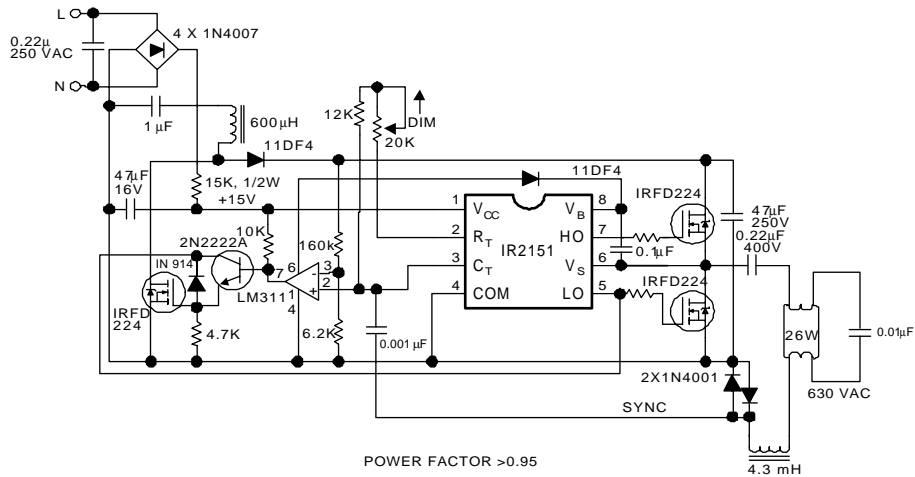 L
4 X 1N4007
0.22μ
250 VAC
N
1 μF
600μH
12K
DIM
20K
11DF4
11DF4
47μF
16V
15K, 1/2W
+15V
1
VCC
VB
8
47μF
250V
IRFD224
2N2222A
10K
160k
2
RT
IR2151
HO
7
0.22μF
400V
0.1μF
IN 914
7
6
3
-
3
CT
VS
6
IRFD224
LM3111
1
4
+
2
4
COM
LO
5
IRFD
224
4.7K
6.2K
0.001 μF
26W
0.01μF
2X1N4001
630 VAC
SYNC
4.3 mH
POWER FACTOR >0.95